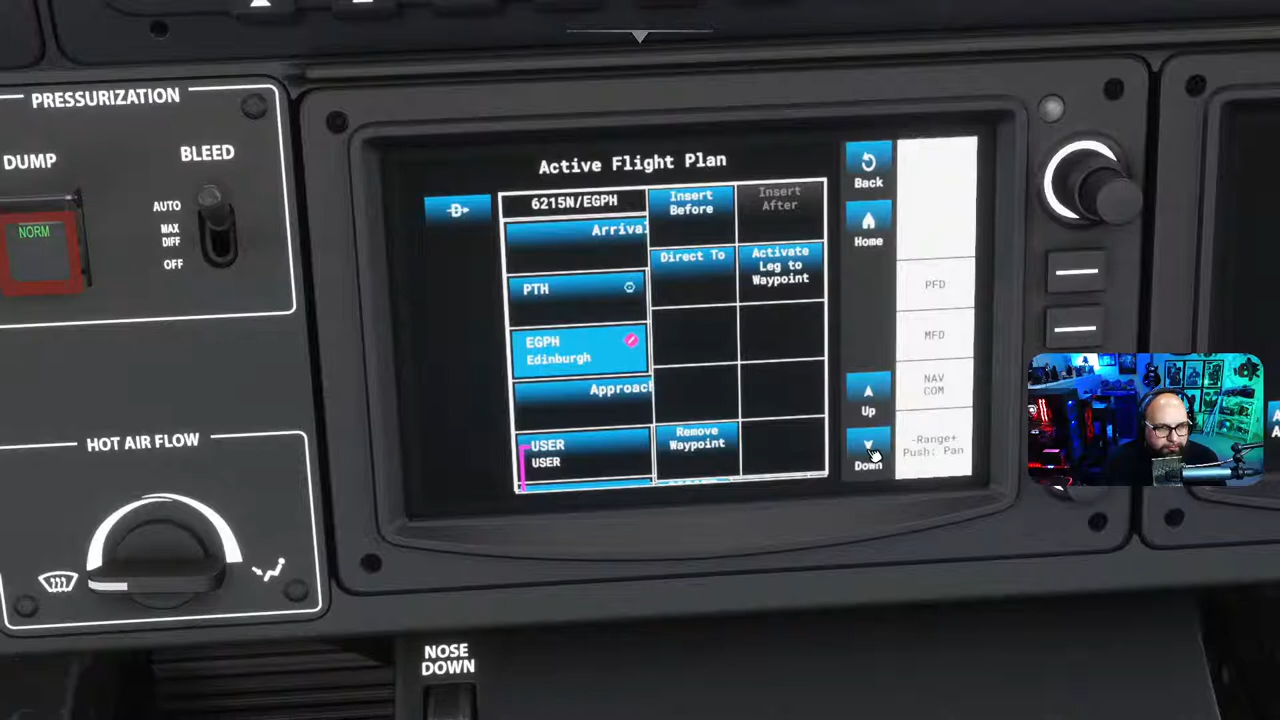 PRESSURIZATION
DUMP
BLEED
NORM
AUTO
MAX
DIFF
OFF
HOT AIR FLOW
Active Flight Plan
6215N/EGPH
Arriva
PTH
EGPH
Edinburgh
Approach
USER
USER
Insert
Before
Insert
After
Direct To
Activate
Leg to
Waypoint
Remove
Waypoint
Back
Home
Up
Down
PFD
MFD
NAV
COM
-Range+
Push: Pan
NOSE
DOWN